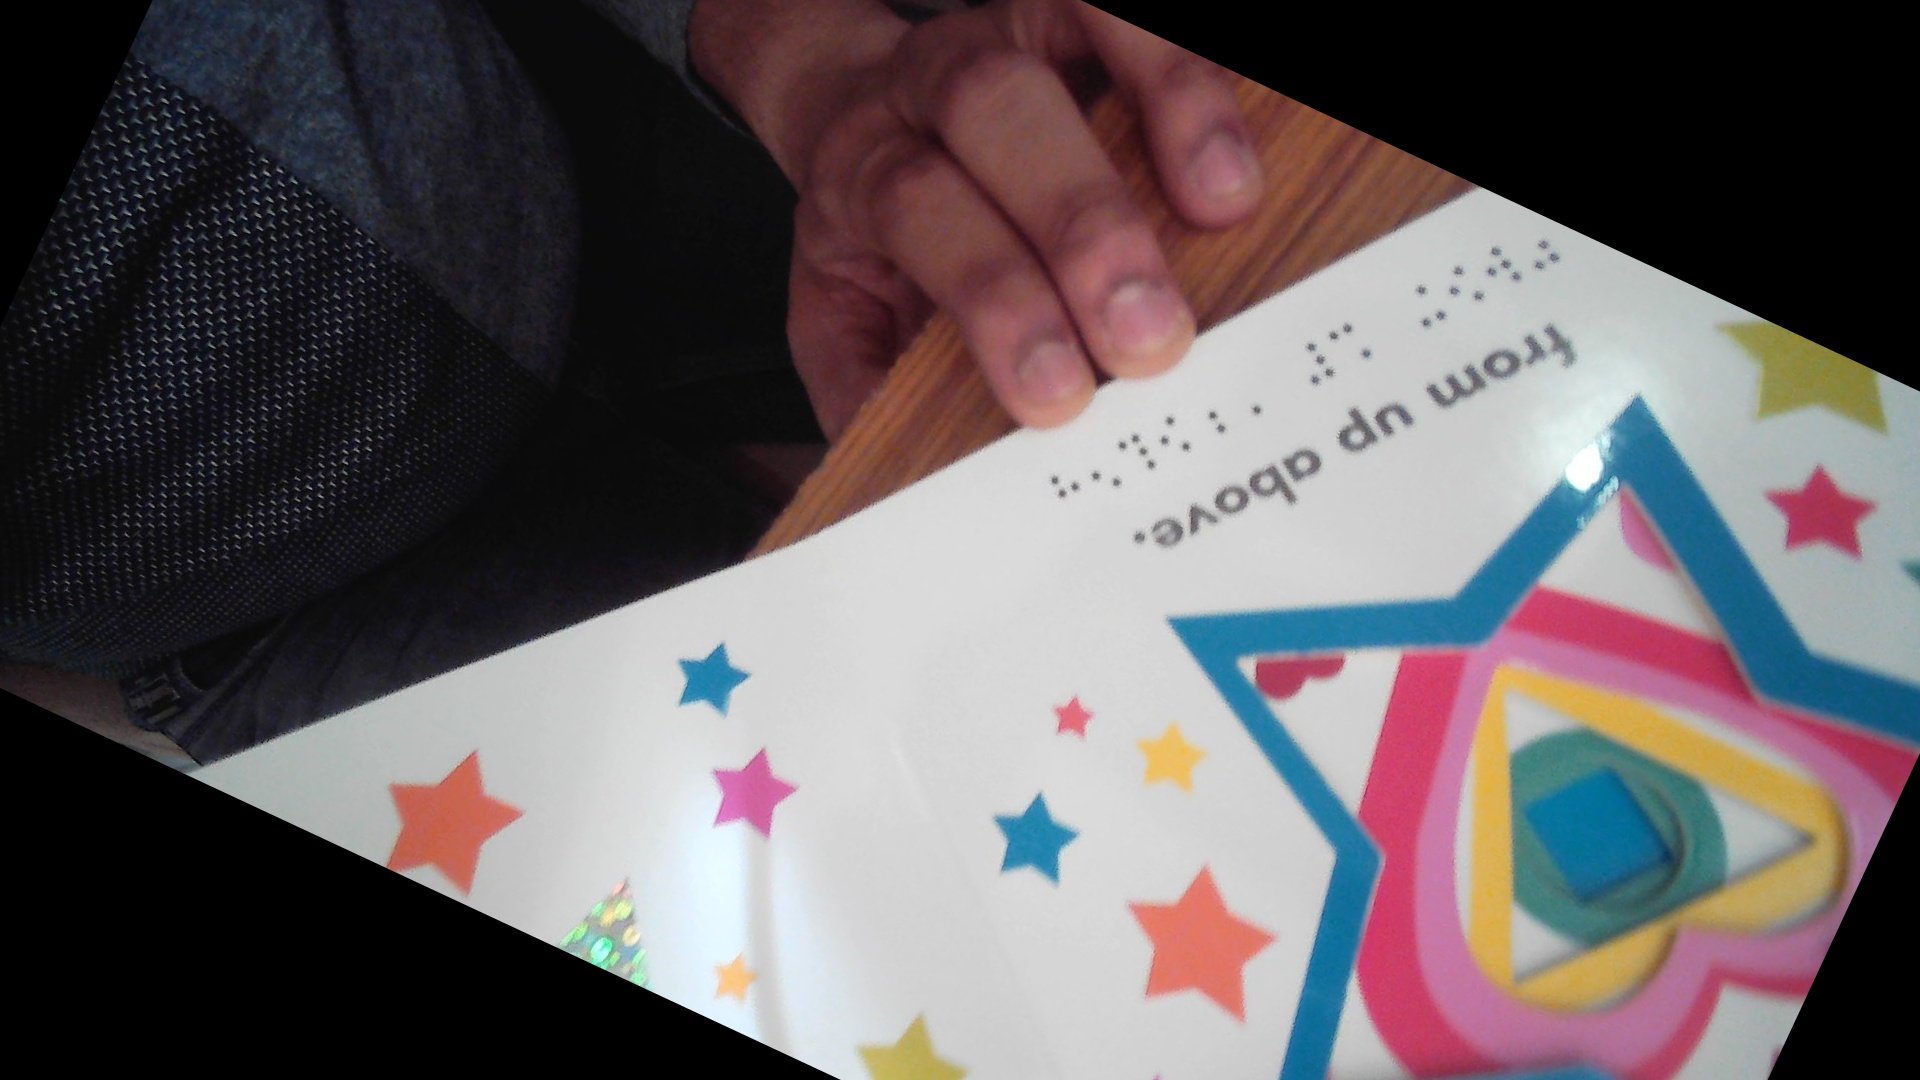 from up above.
⠋⠗⠕⠍ ⠥⠏ ⠁⠃⠕⠧⠑⠲